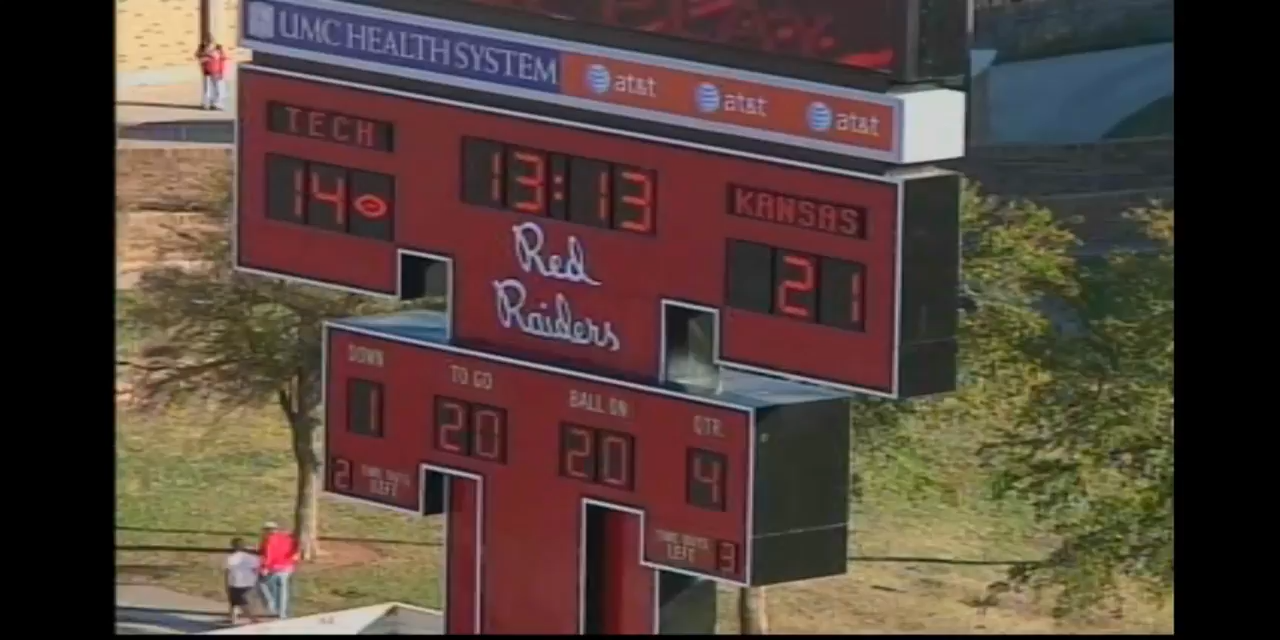 UMC HEALTH SYSTEM
at&t at&t at&t
TECH
14
13:13
KANSAS
21
Red
Raiders
DOWN
1
TO GO
20
BALL ON
20
QTR.
4
2 TIME OUTS
LEFT
TIME OUTS
LEFT 3